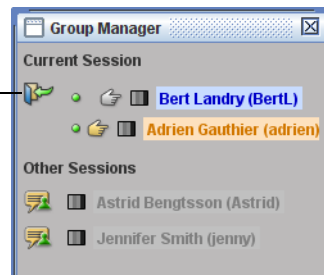 Group Manager
Current Session
Bert Landry (BertL)
Adrien Gauthier (adrien)
Other Sessions
Astrid Bengtsson (Astrid)
Jennifer Smith (jenny)